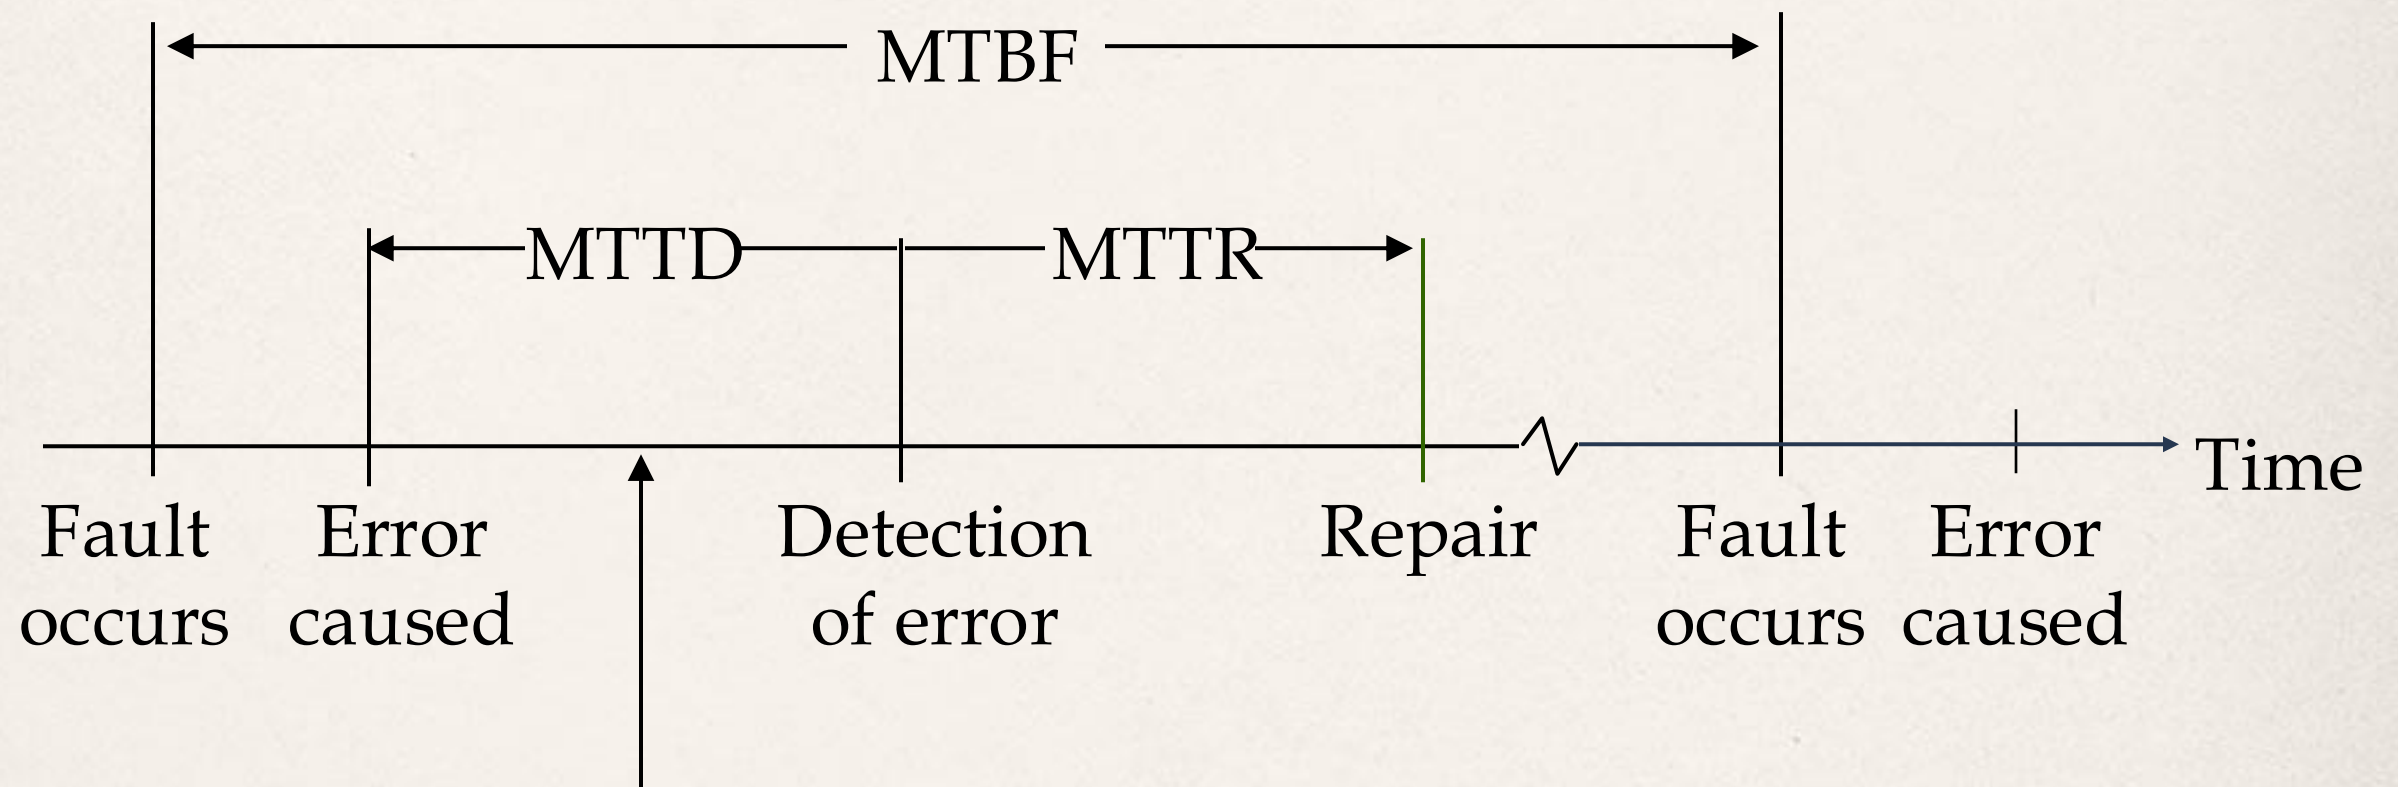 MTBF
MTTD MTTR
Time
Fault Error Detection Repair Fault Error
occurs caused of error occurs caused